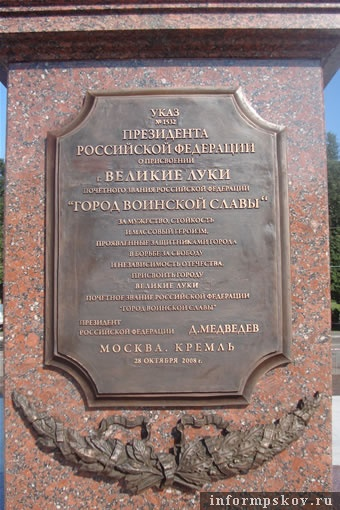 УКАЗ
№ 1532
ПРЕЗИДЕНТА
РОССИЙСКОЙ ФЕДЕРАЦИИ
О ПРИСВОЕНИИ
г. ВЕЛИКИЕ ЛУКИ
ПОЧЕТНОГО ЗВАНИЯ РОССИЙСКОЙ ФЕДЕРАЦИИ
"ГОРОД ВОИНСКОЙ СЛАВЫ"
ЗА МУЖЕСТВО, СТОЙКОСТЬ
И МАССОВЫЙ ГЕРОИЗМ,
ПРОЯВЛЕННЫЕ ЗАЩИТНИКАМИ ГОРОДА
В БОРЬБЕ ЗА СВОБОДУ
И НЕЗАВИСИМОСТЬ ОТЕЧЕСТВА,
ПРИСВОИТЬ ГОРОДУ
ВЕЛИКИЕ ЛУКИ
ПОЧЕТНОЕ ЗВАНИЕ РОССИЙСКОЙ ФЕДЕРАЦИИ
"ГОРОД ВОИНСКОЙ СЛАВЫ"
ПРЕЗИДЕНТ
РОССИЙСКОЙ ФЕДЕРАЦИИ Д.МЕДВЕДЕВ
МОСКВА. КРЕМЛЬ
28 ОКТЯБРЯ 2008 г.
informpskov.ru